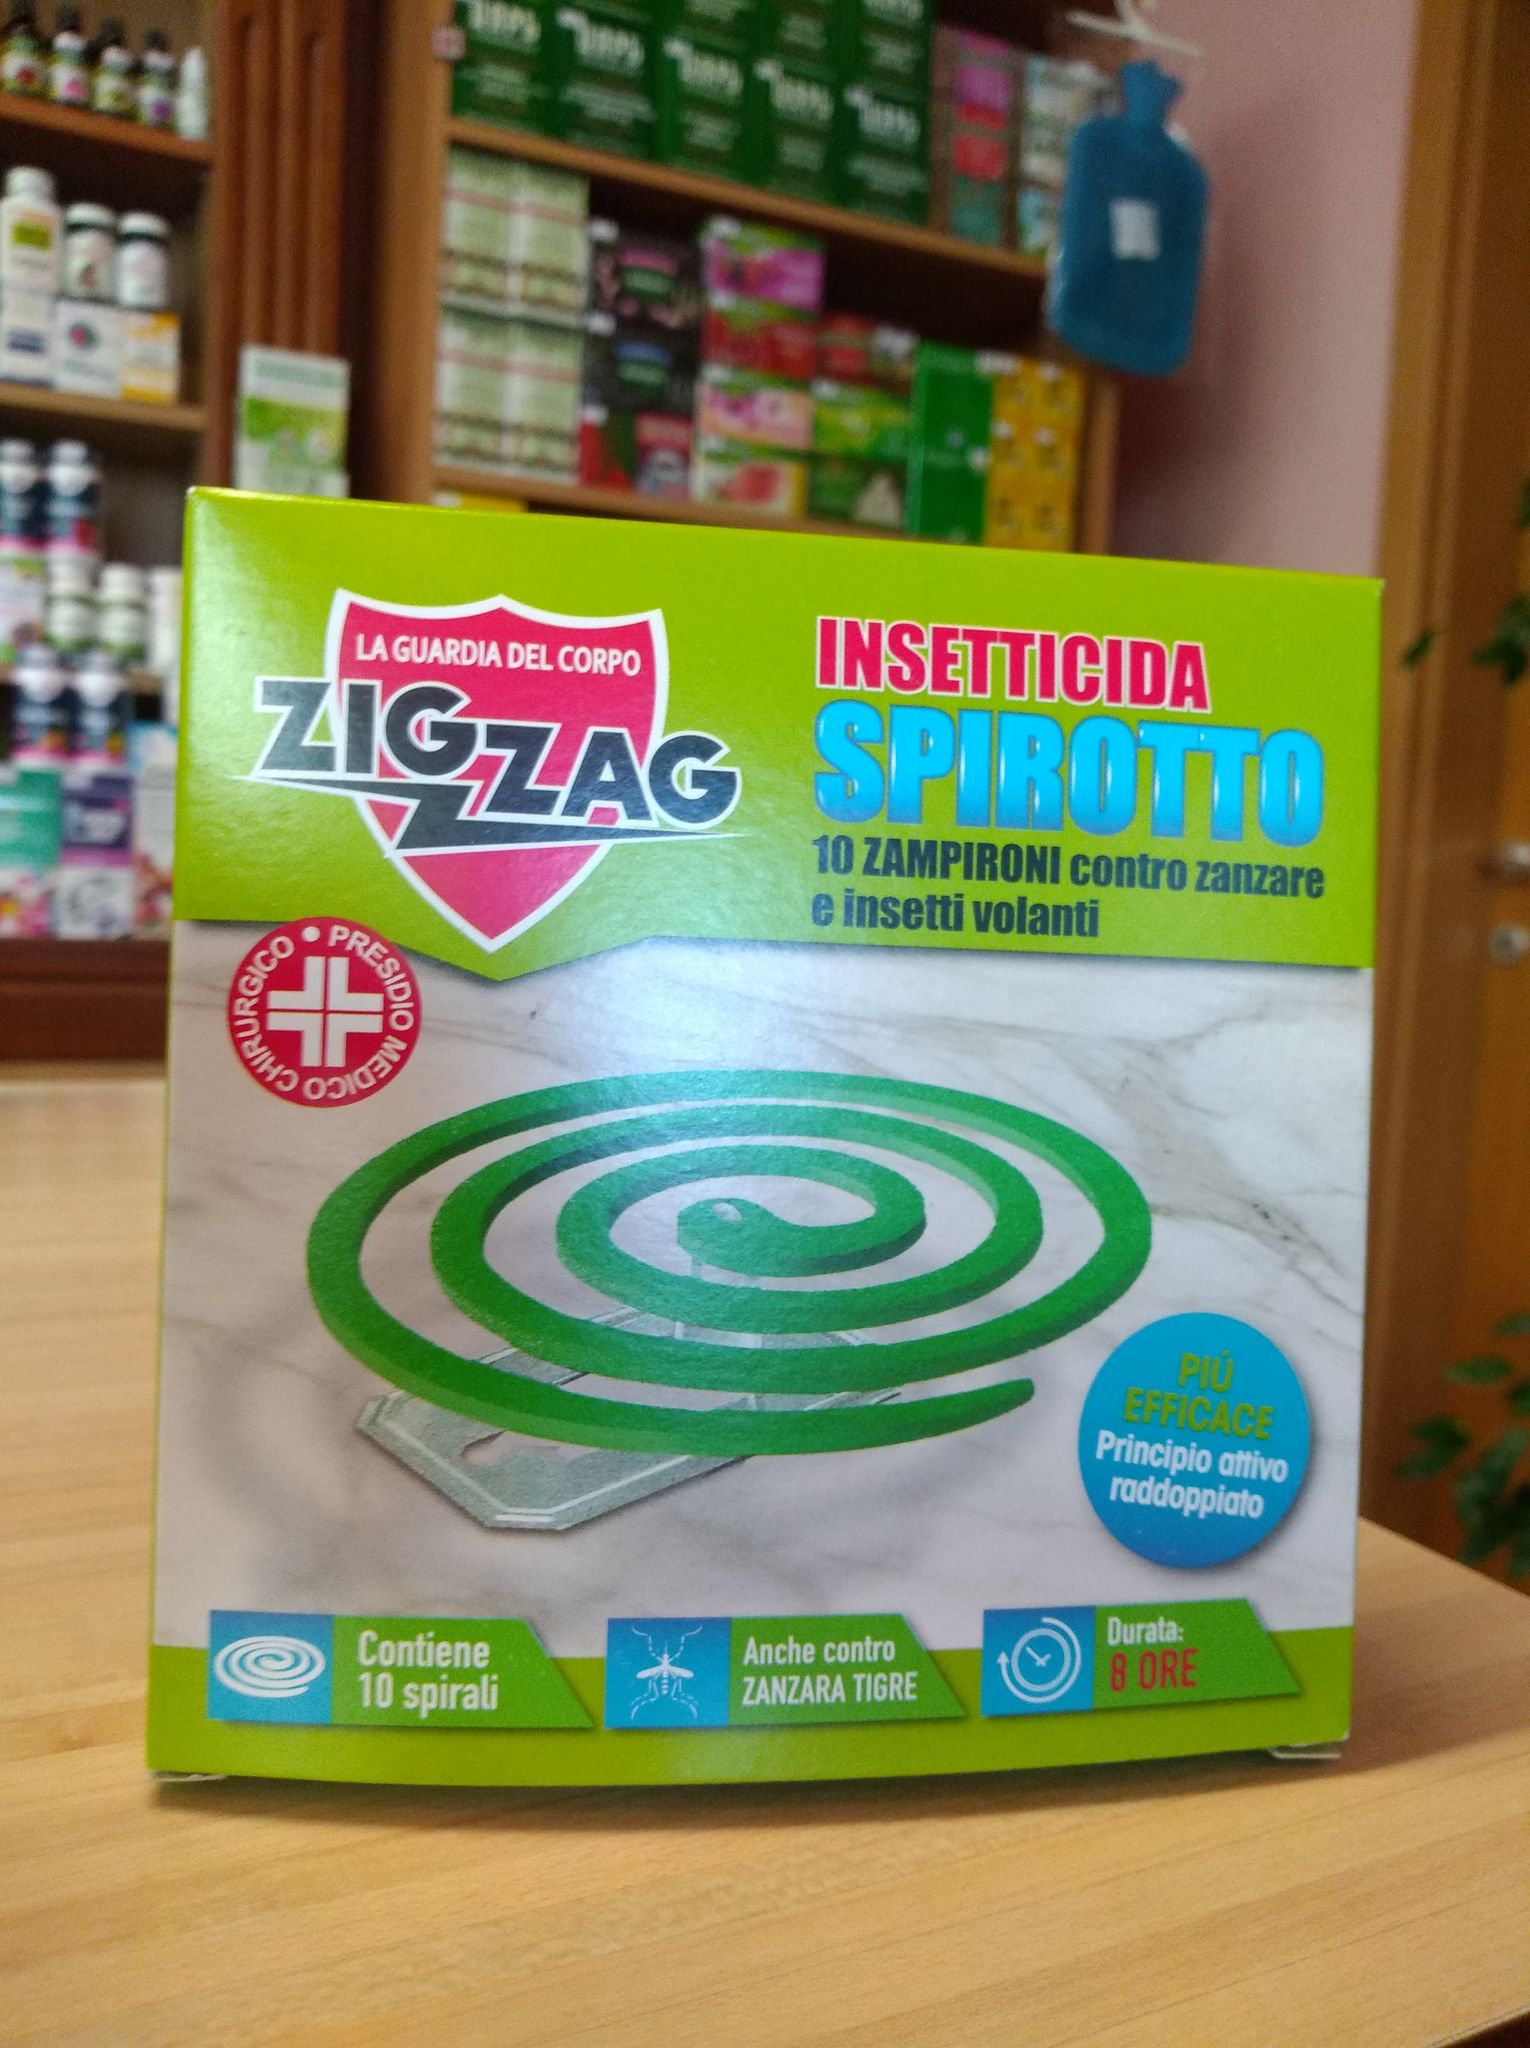 LA GUARDIA DEL CORPO
ZIG ZAG
INSETTICIDA
SPIROTTO
10 ZAMPIRONI contro zanzare
e insetti volanti
PRESIDIO MEDICO CHIRURGICO •
PIÚ
EFFICACE
Principio attivo
raddoppiato
Contiene
10 spirali
Anche contro
ZANZARA TIGRE
Durata:
8 ORE